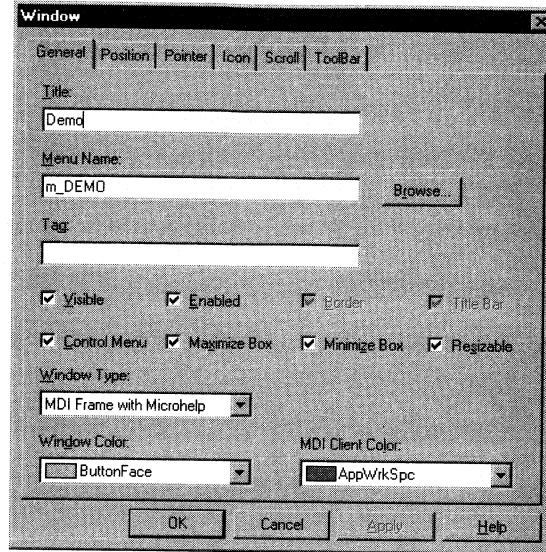 Window
General Position Pointer Icon Scroll ToolBar
Title:
Demo
Menu Name:
m_DEMO
Browse...
Tag:
Visible Enabled Border Title Bar
Control Menu Maximize Box Minimize Box Resizable
Window Type:
MDI Frame with Microhelp
Window Color: MDI Client Color:
ButtonFace AppWrkSpc
OK Cancel Apply Help